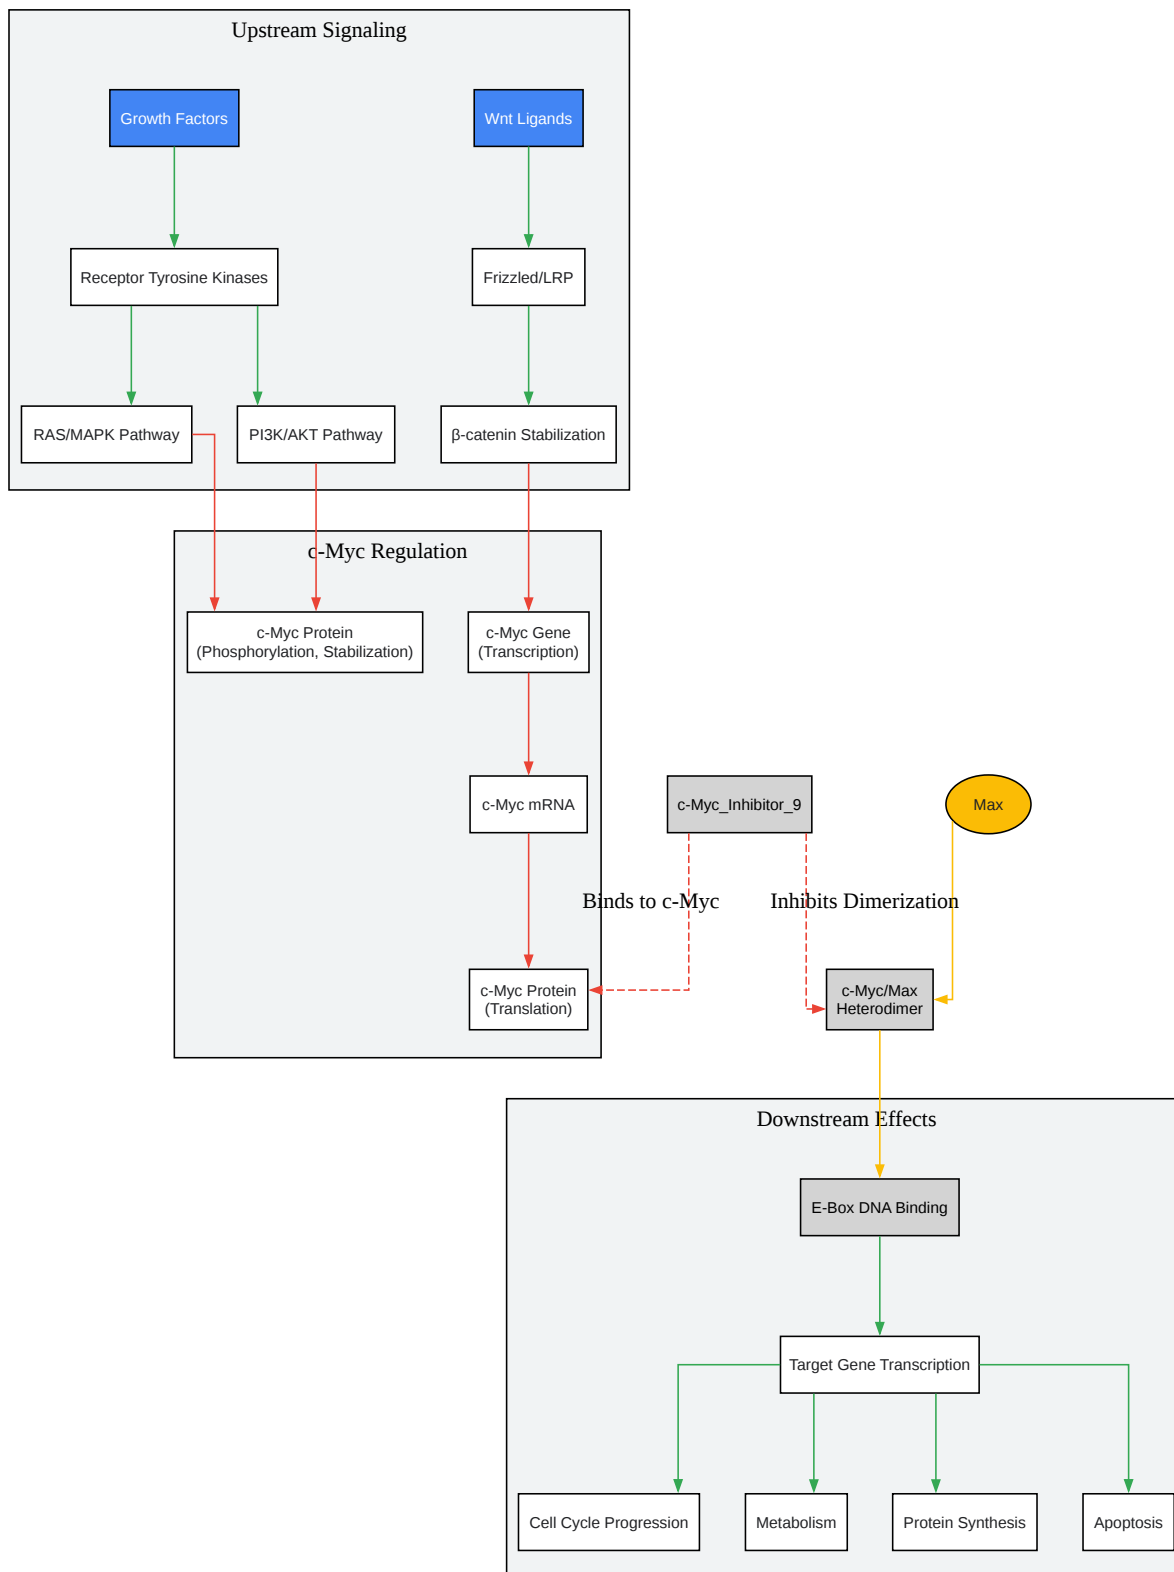 Upstream Signaling
Growth Factors
Wnt Ligands
Receptor Tyrosine Kinases
Frizzled/LRP
RAS/MAPK Pathway
PI3K/AKT Pathway
β-catenin Stabilization
c-Myc Regulation
c-Myc Protein
(Phosphorylation, Stabilization)
c-Myc Gene
(Transcription)
c-Myc mRNA
c-Myc_Inhibitor_9
Max
Binds to c-Myc
Inhibits Dimerization
c-Myc Protein
(Translation)
c-Myc/Max
Heterodimer
Downstream Effects
E-Box DNA Binding
Target Gene Transcription
Cell Cycle Progression
Metabolism
Protein Synthesis
Apoptosis